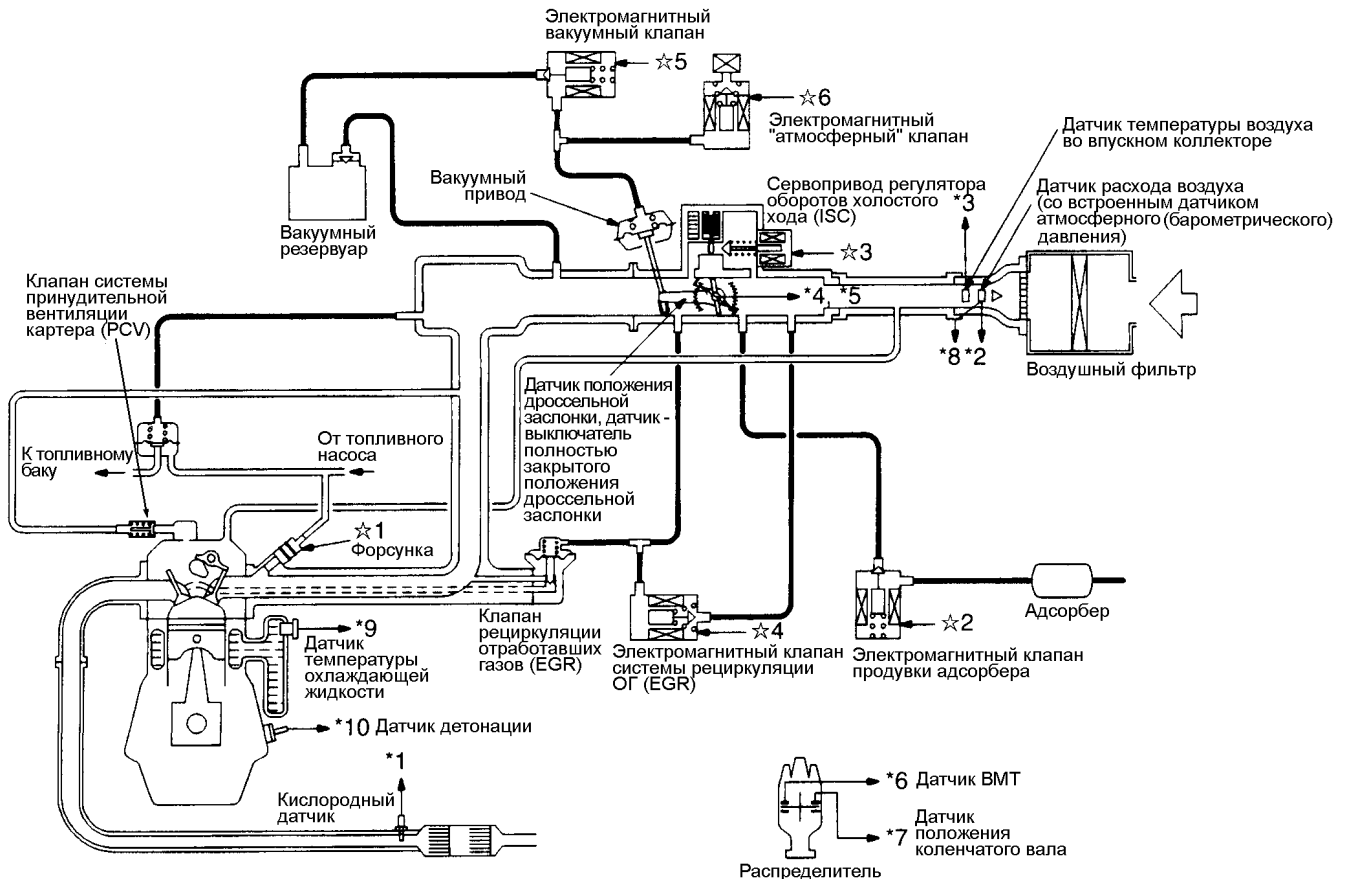 Электромагнитный
вакуумный клапан
☆5
☆6
Электромагнитный
"атмосферный" клапан
Датчик температуры воздуха
во впускном коллекторе
Вакуумный
привод
Сервопривод регулятора
оборотов холостого
хода (ISC)
*3
Датчик расхода воздуха
(со встроенным датчиком
атмосферного (барометрического)
давления)
Вакуумный
резервуар
☆3
Клапан системы
принудительной
вентиляции
картера (PCV)
*4
*5
*8
*2
Воздушный фильтр
Датчик положения
дроссельной
заслонки, датчик -
выключатель
полностью
закрытого
положения
дроссельной
заслонки
К топливному
баку
От топливного
насоса
☆1
Форсунка
Клапан
рециркуляции
отработавших
газов (EGR)
☆4
Электромагнитный клапан
системы рециркуляции
ОГ (EGR)
Адсорбер
☆2
Электромагнитный клапан
продувки адсорбера
*9
Датчик
температуры
охлаждающей
жидкости
*10 Датчик детонации
*1
Кислородный
датчик
*6 Датчик ВМТ
*7 Датчик
положения
коленчатого вала
Распределитель